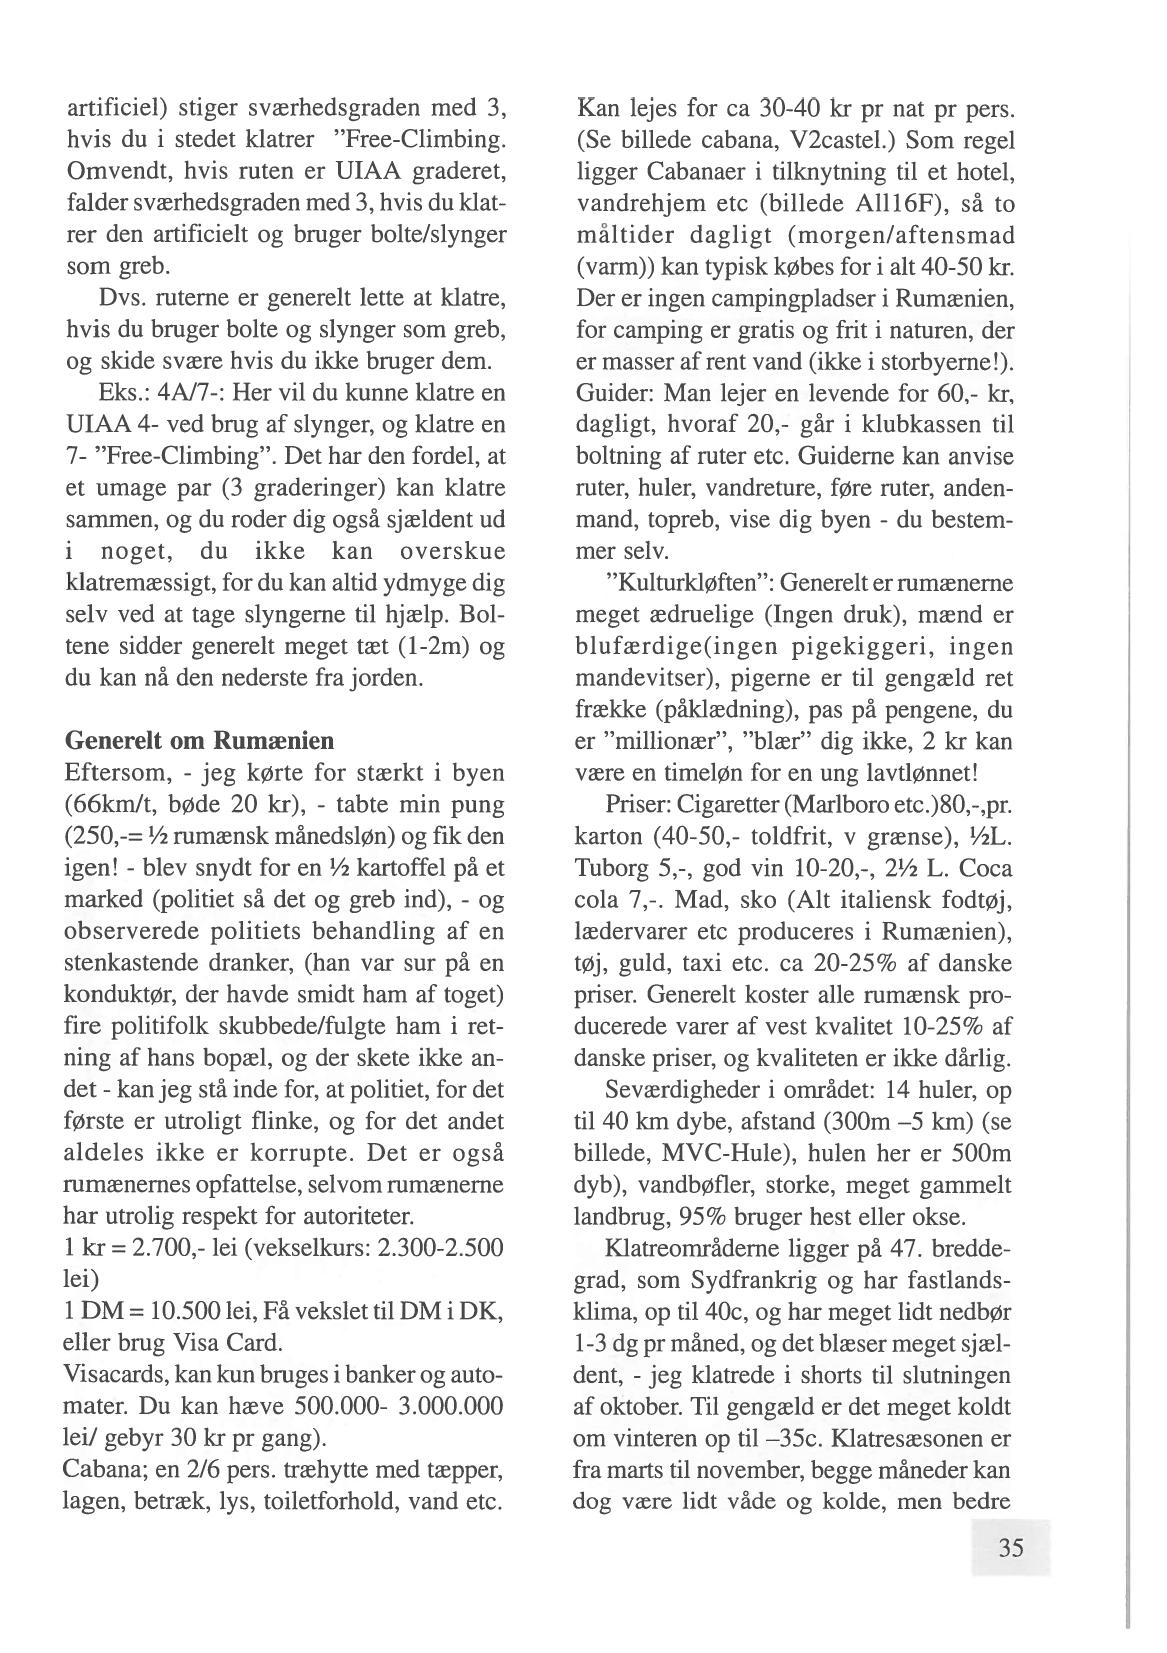 artificiel) stiger sværhedsgraden med 3,
hvis du i stedet klatrer ”Free-Climbing.
Omvendt, hvis ruten er UIAA graderet,
falder sværhedsgraden med 3, hvis du klat-
rer den artificielt og bruger bolte/slynger
som greb.
Dvs. ruterne er generelt lette at klatre,
hvis du bruger bolte og slynger som greb,
og skide svære hvis du ikke bruger dem.
Eks.: 4A/7-: Her vil du kunne klatre en
UIAA 4- ved brug af slynger, og klatre en
7- ”Free-Climbing”. Det har den fordel, at
et umage par (3 graderinger) kan klatre
sammen, og du roder dig også sjældent ud
i noget, du ikke kan overskue
klatremæssigt, for du kan altid ydmyge dig
selv ved at tage slyngerne til hjælp. Bol-
tene sidder generelt meget tæt (1-2m) og
du kan nå den nederste fra jorden.
Generelt om Rumænien
Eftersom, - jeg kørte for stærkt i byen
(66km/t, bøde 20 kr), - tabte min pung
(250,-= ½ rumænsk månedsløn) og fik den
igen! - blev snydt for en ½ kartoffel på et
marked (politiet så det og greb ind), - og
observerede politiets behandling af en
stenkastende dranker, (han var sur på en
konduktør, der havde smidt ham af toget)
fire politifolk skubbede/fulgte ham i ret-
ning af hans bopæl, og der skete ikke an-
det - kan jeg stå inde for, at politiet, for det
første er utroligt flinke, og for det andet
aldeles ikke er korrupte. Det er også
rumænernes opfattelse, selvom rumænerne
har utrolig respekt for autoriteter.
1 kr = 2.700,- lei (vekselkurs: 2.300-2.500
lei)
1 DM = 10.500 lei, Få vekslet til DM i DK,
eller brug Visa Card.
Visacards, kan kun bruges i banker og auto-
mater. Du kan hæve 500.000- 3.000.000
lei/ gebyr 30 kr pr gang).
Cabana; en 2/6 pers. træhytte med tæpper,
lagen, betræk, lys, toiletforhold, vand etc.
Kan lejes for ca 30-40 kr pr nat pr pers.
(Se billede cabana, V2castel.) Som regel
ligger Cabanaer i tilknytning til et hotel,
vandrehjem etc (billede A1116F), så to
måltider dagligt (morgen/aftensmad
(varm)) kan typisk købes for i alt 40-50 kr.
Der er ingen campingpladser i Rumænien,
for camping er gratis og frit i naturen, der
er masser af rent vand (ikke i storbyerne!).
Guider: Man lejer en levende for 60,- kr,
dagligt, hvoraf 20,- går i klubkassen til
boltning af ruter etc. Guiderne kan anvise
ruter, huler, vandreture, føre ruter, anden-
mand, topreb, vise dig byen - du bestem-
mer selv.
”Kulturkløften”: Generelt er rumænerne
meget ædruelige (Ingen druk), mænd er
blufærdige(ingen pigekiggeri, ingen
mandevitser), pigerne er til gengæld ret
frække (påklædning), pas på pengene, du
er ”millionær”, ”blær” dig ikke, 2 kr kan
være en timeløn for en ung lavtlønnet!
Priser: Cigaretter (Marlboro etc.)80,-,pr.
karton (40-50,- toldfrit, v grænse), ½L.
Tuborg 5,-, god vin 10-20,-, 2½ L. Coca
cola 7,-. Mad, sko (Alt italiensk fodtøj,
lædervarer etc produceres i Rumænien),
tøj, guld, taxi etc. ca 20-25% af danske
priser. Generelt koster alle rumænsk pro-
ducerede varer af vest kvalitet 10-25% af
danske priser, og kvaliteten er ikke dårlig.
Seværdigheder i området: 14 huler, op
til 40 km dybe, afstand (300m –5 km) (se
billede, MVC-Hule), hulen her er 500m
dyb), vandbøfler, storke, meget gammelt
landbrug, 95% bruger hest eller okse.
Klatreområderne ligger på 47. bredde-
grad, som Sydfrankrig og har fastlands-
klima, op til 40c, og har meget lidt nedbør
1-3 dg pr måned, og det blæser meget sjæl-
dent, - jeg klatrede i shorts til slutningen
af oktober. Til gengæld er det meget koldt
om vinteren op til –35c. Klatresæsonen er
fra marts til november, begge måneder kan
dog være lidt våde og kolde, men bedre
35